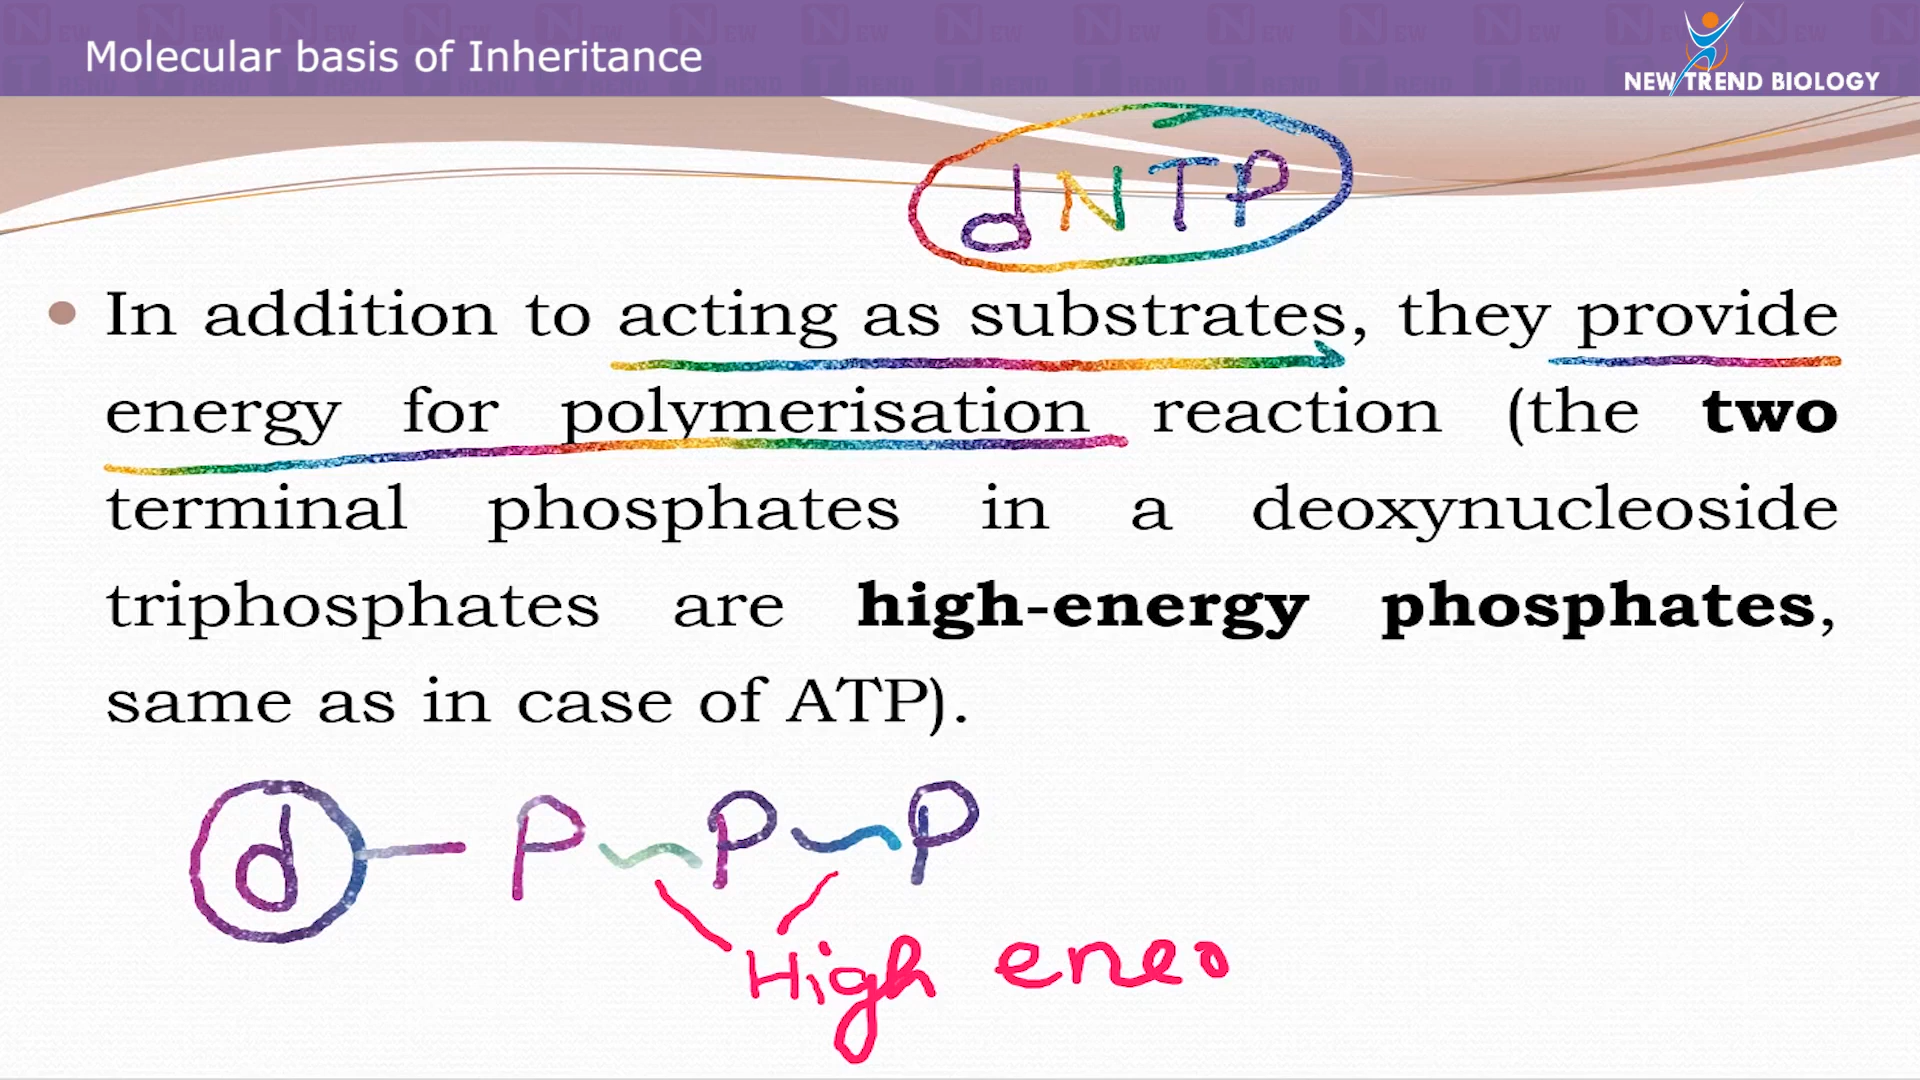 Molecular basis of Inheritance
NEW TREND BIOLOGY
dNTP
• In addition to acting as substrates, they provide
energy for polymerisation reaction (the two
terminal phosphates in a deoxynucleoside
triphosphates are high-energy phosphates,
same as in case of ATP).
d — P ~ P ~ P
High